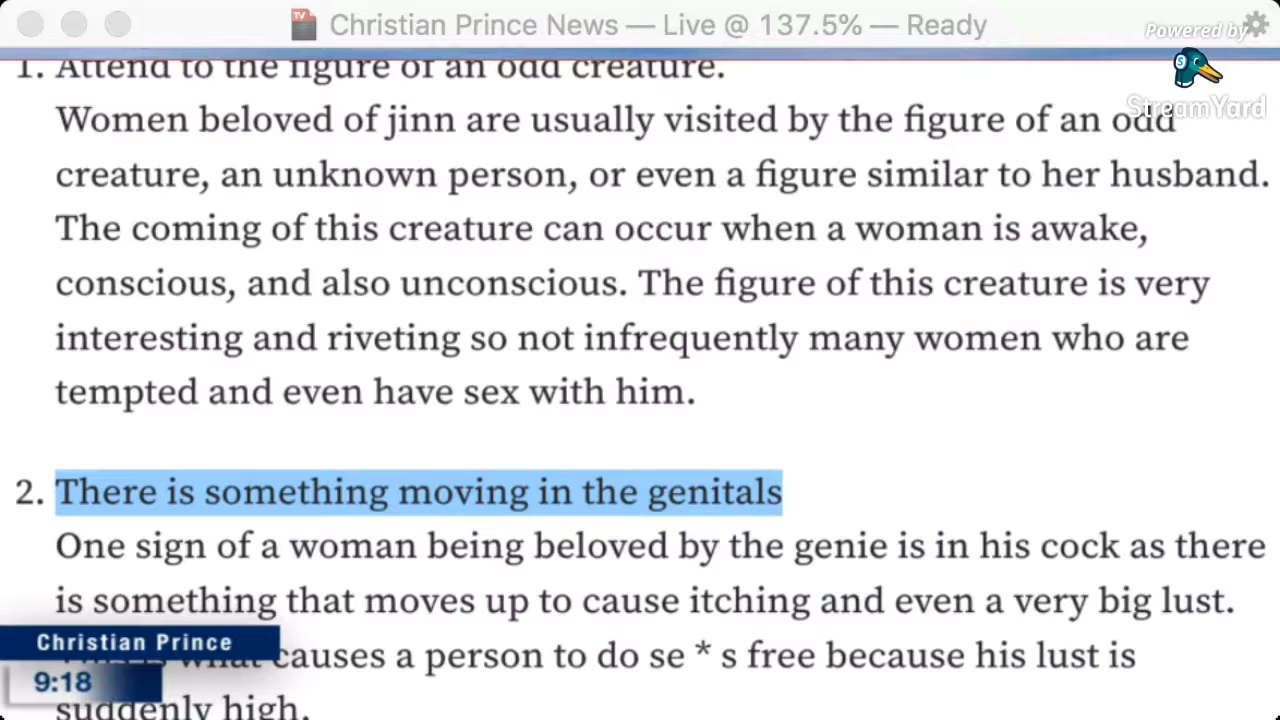 TV Christian Prince News — Live @ 137.5% — Ready
Powered by
StreamYard
1. Attend to the figure of an odd creature.
Women beloved of jinn are usually visited by the figure of an odd
creature, an unknown person, or even a figure similar to her husband.
The coming of this creature can occur when a woman is awake,
conscious, and also unconscious. The figure of this creature is very
interesting and riveting so not infrequently many women who are
tempted and even have sex with him.
2. There is something moving in the genitals
One sign of a woman being beloved by the genie is in his cock as there
is something that moves up to cause itching and even a very big lust.
what causes a person to do se * s free because his lust is
suddenly high.
Christian Prince
9:18